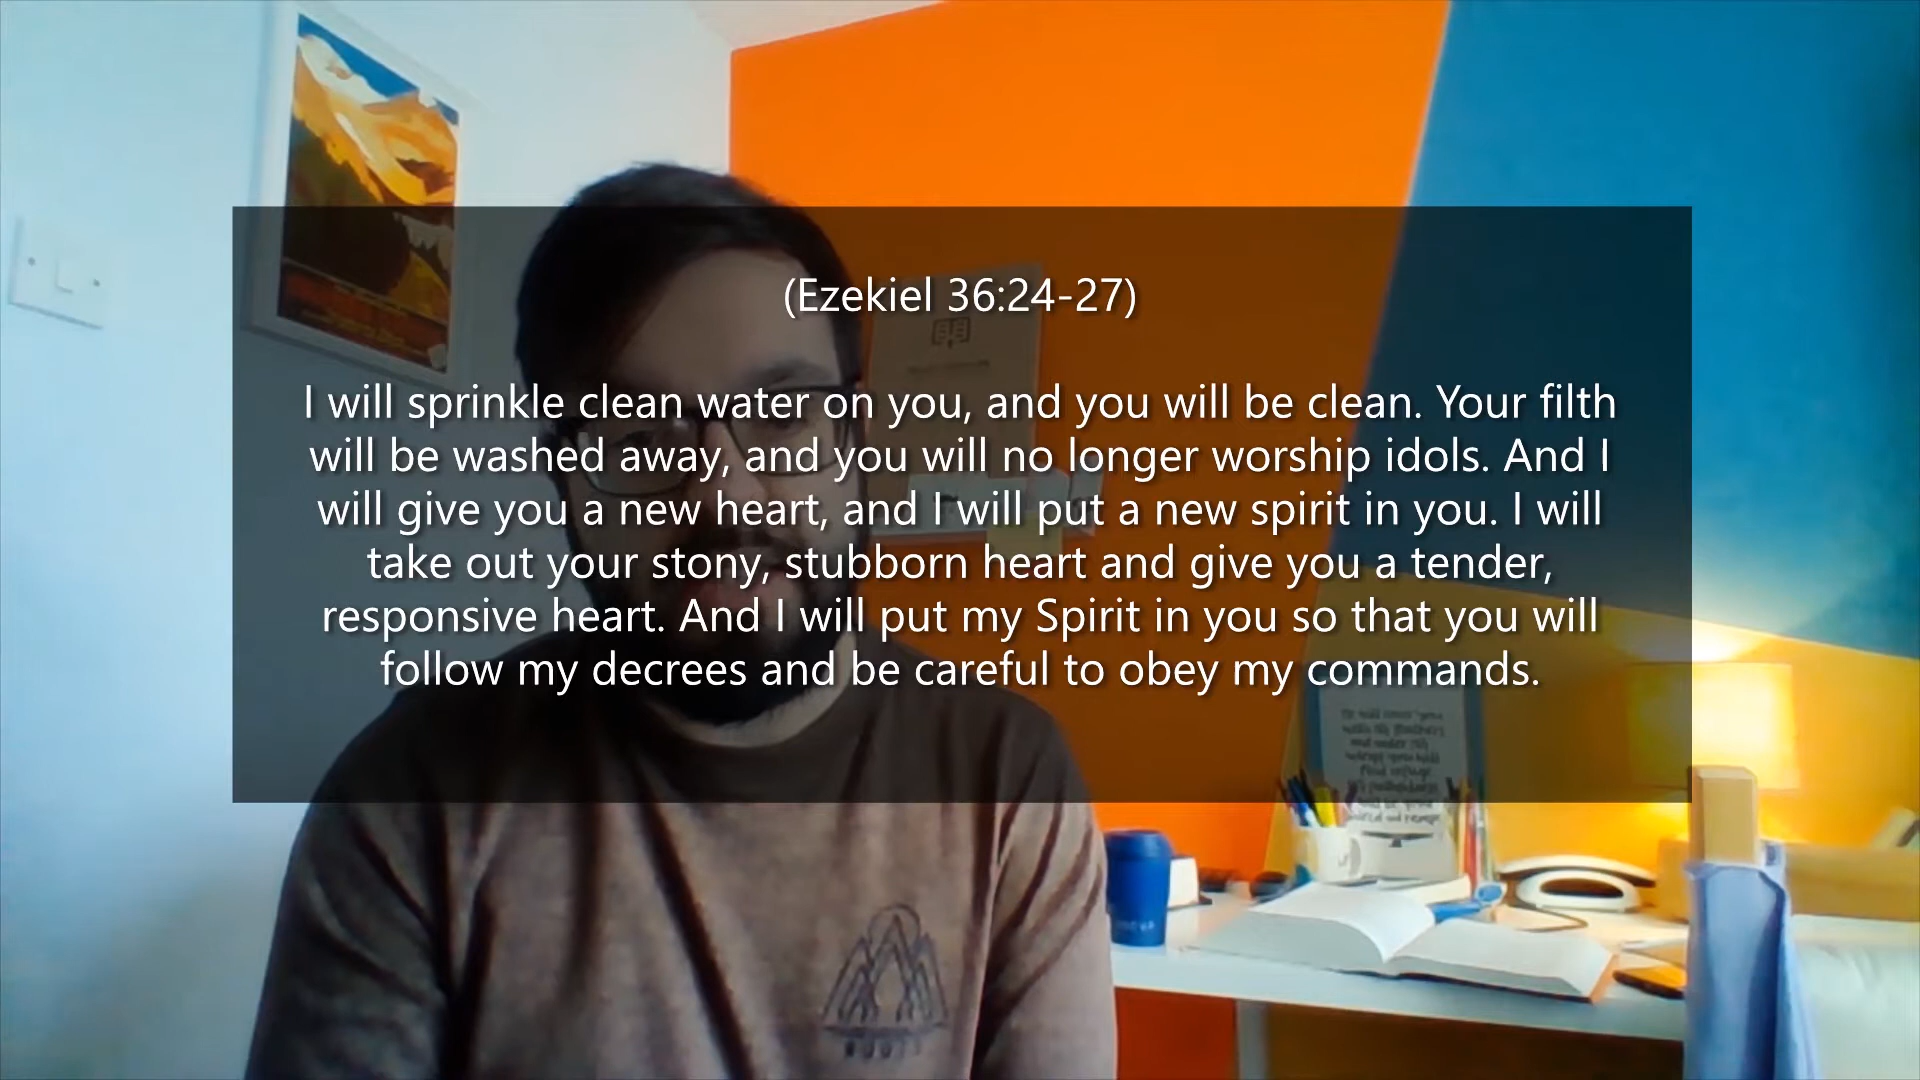 (Ezekiel 36:24-27)
I will sprinkle clean water on you, and you will be clean. Your filth
will be washed away, and you will no longer worship idols. And I
will give you a new heart, and I will put a new spirit in you. I will
take out your stony, stubborn heart and give you a tender,
responsive heart. And I will put my Spirit in you so that you will
follow my decrees and be careful to obey my commands.